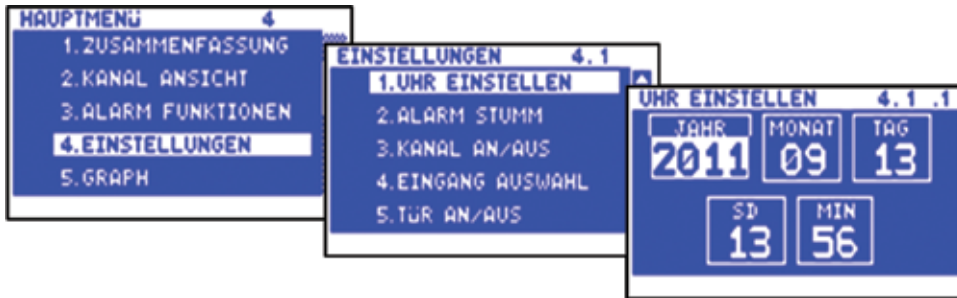 HAUPTMENü 4
1.ZUSAMMENFASSUNG
2.KANAL ANSICHT
3.ALARM FUNKTIONEN
4.EINSTELLUNGEN
5.GRAPH
EINSTELLUNGEN 4.1
1.UHR EINSTELLEN
2.ALARM STUMM
3.KANAL AN/AUS
4.EINGANG AUSWAHL
5.TüR AN/AUS
UHR EINSTELLEN 4.1 .1
JAHR MONAT TAG
2011 09 13
SD MIN
13 56